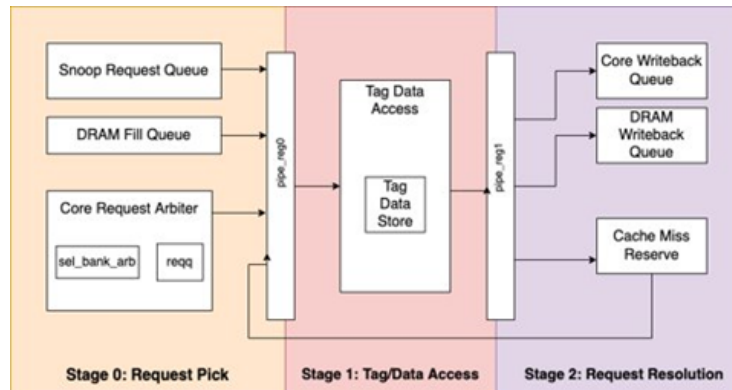 Snoop Request Queue
DRAM Fill Queue
Core Request Arbiter
sel_bank_arb
reqq
pipe_reg0
Tag Data
Access
Tag
Data
Store
pipe_reg1
Core Writeback
Queue
DRAM
Writeback
Queue
Cache Miss
Reserve
Stage 0: Request Pick
Stage 1: Tag/Data Access
Stage 2: Request Resolution